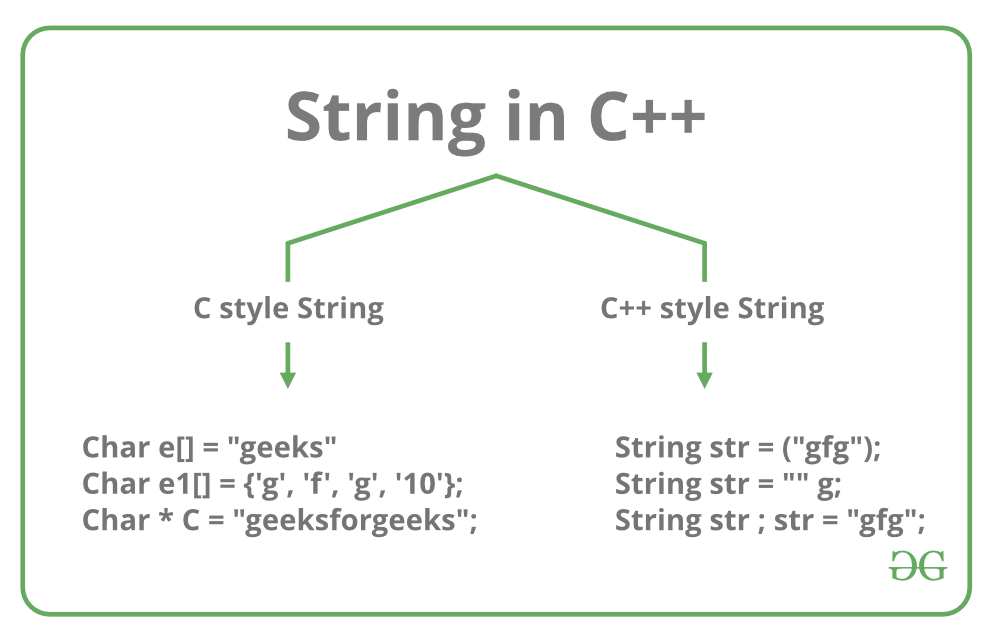 String in C++
C style String
C++ style String
Char e[] = "geeks"
Char e1[] = {'g', 'f', 'g', '10'};
Char * C = "geeksforgeeks";
String str = ("gfg");
String str = "" g;
String str ; str = "gfg";